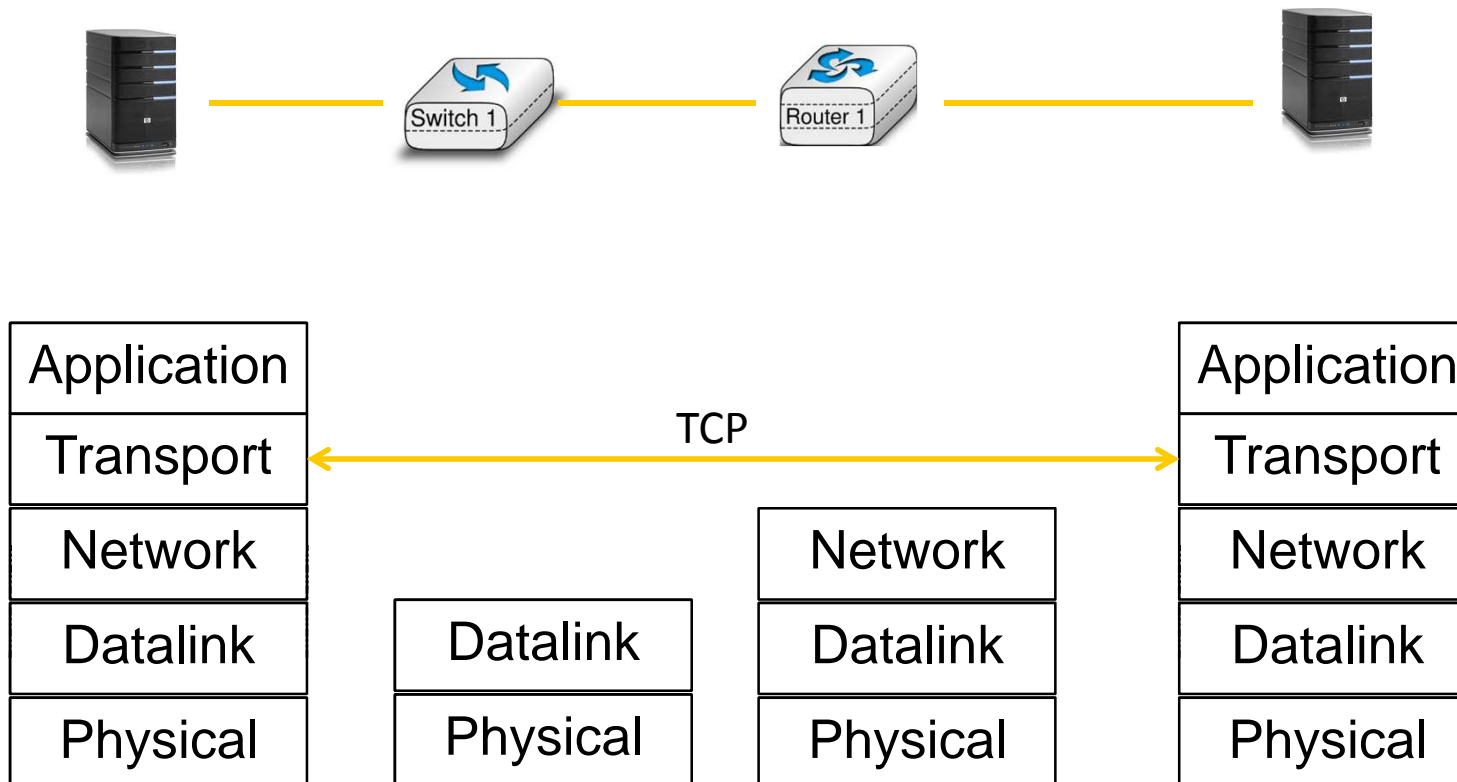 Switch 1
Router 1
Application
Application
TCP
Transport
Transport
Network
Network
Network
Datalink
Datalink
Datalink
Datalink
Physical
Physical
Physical
Physical